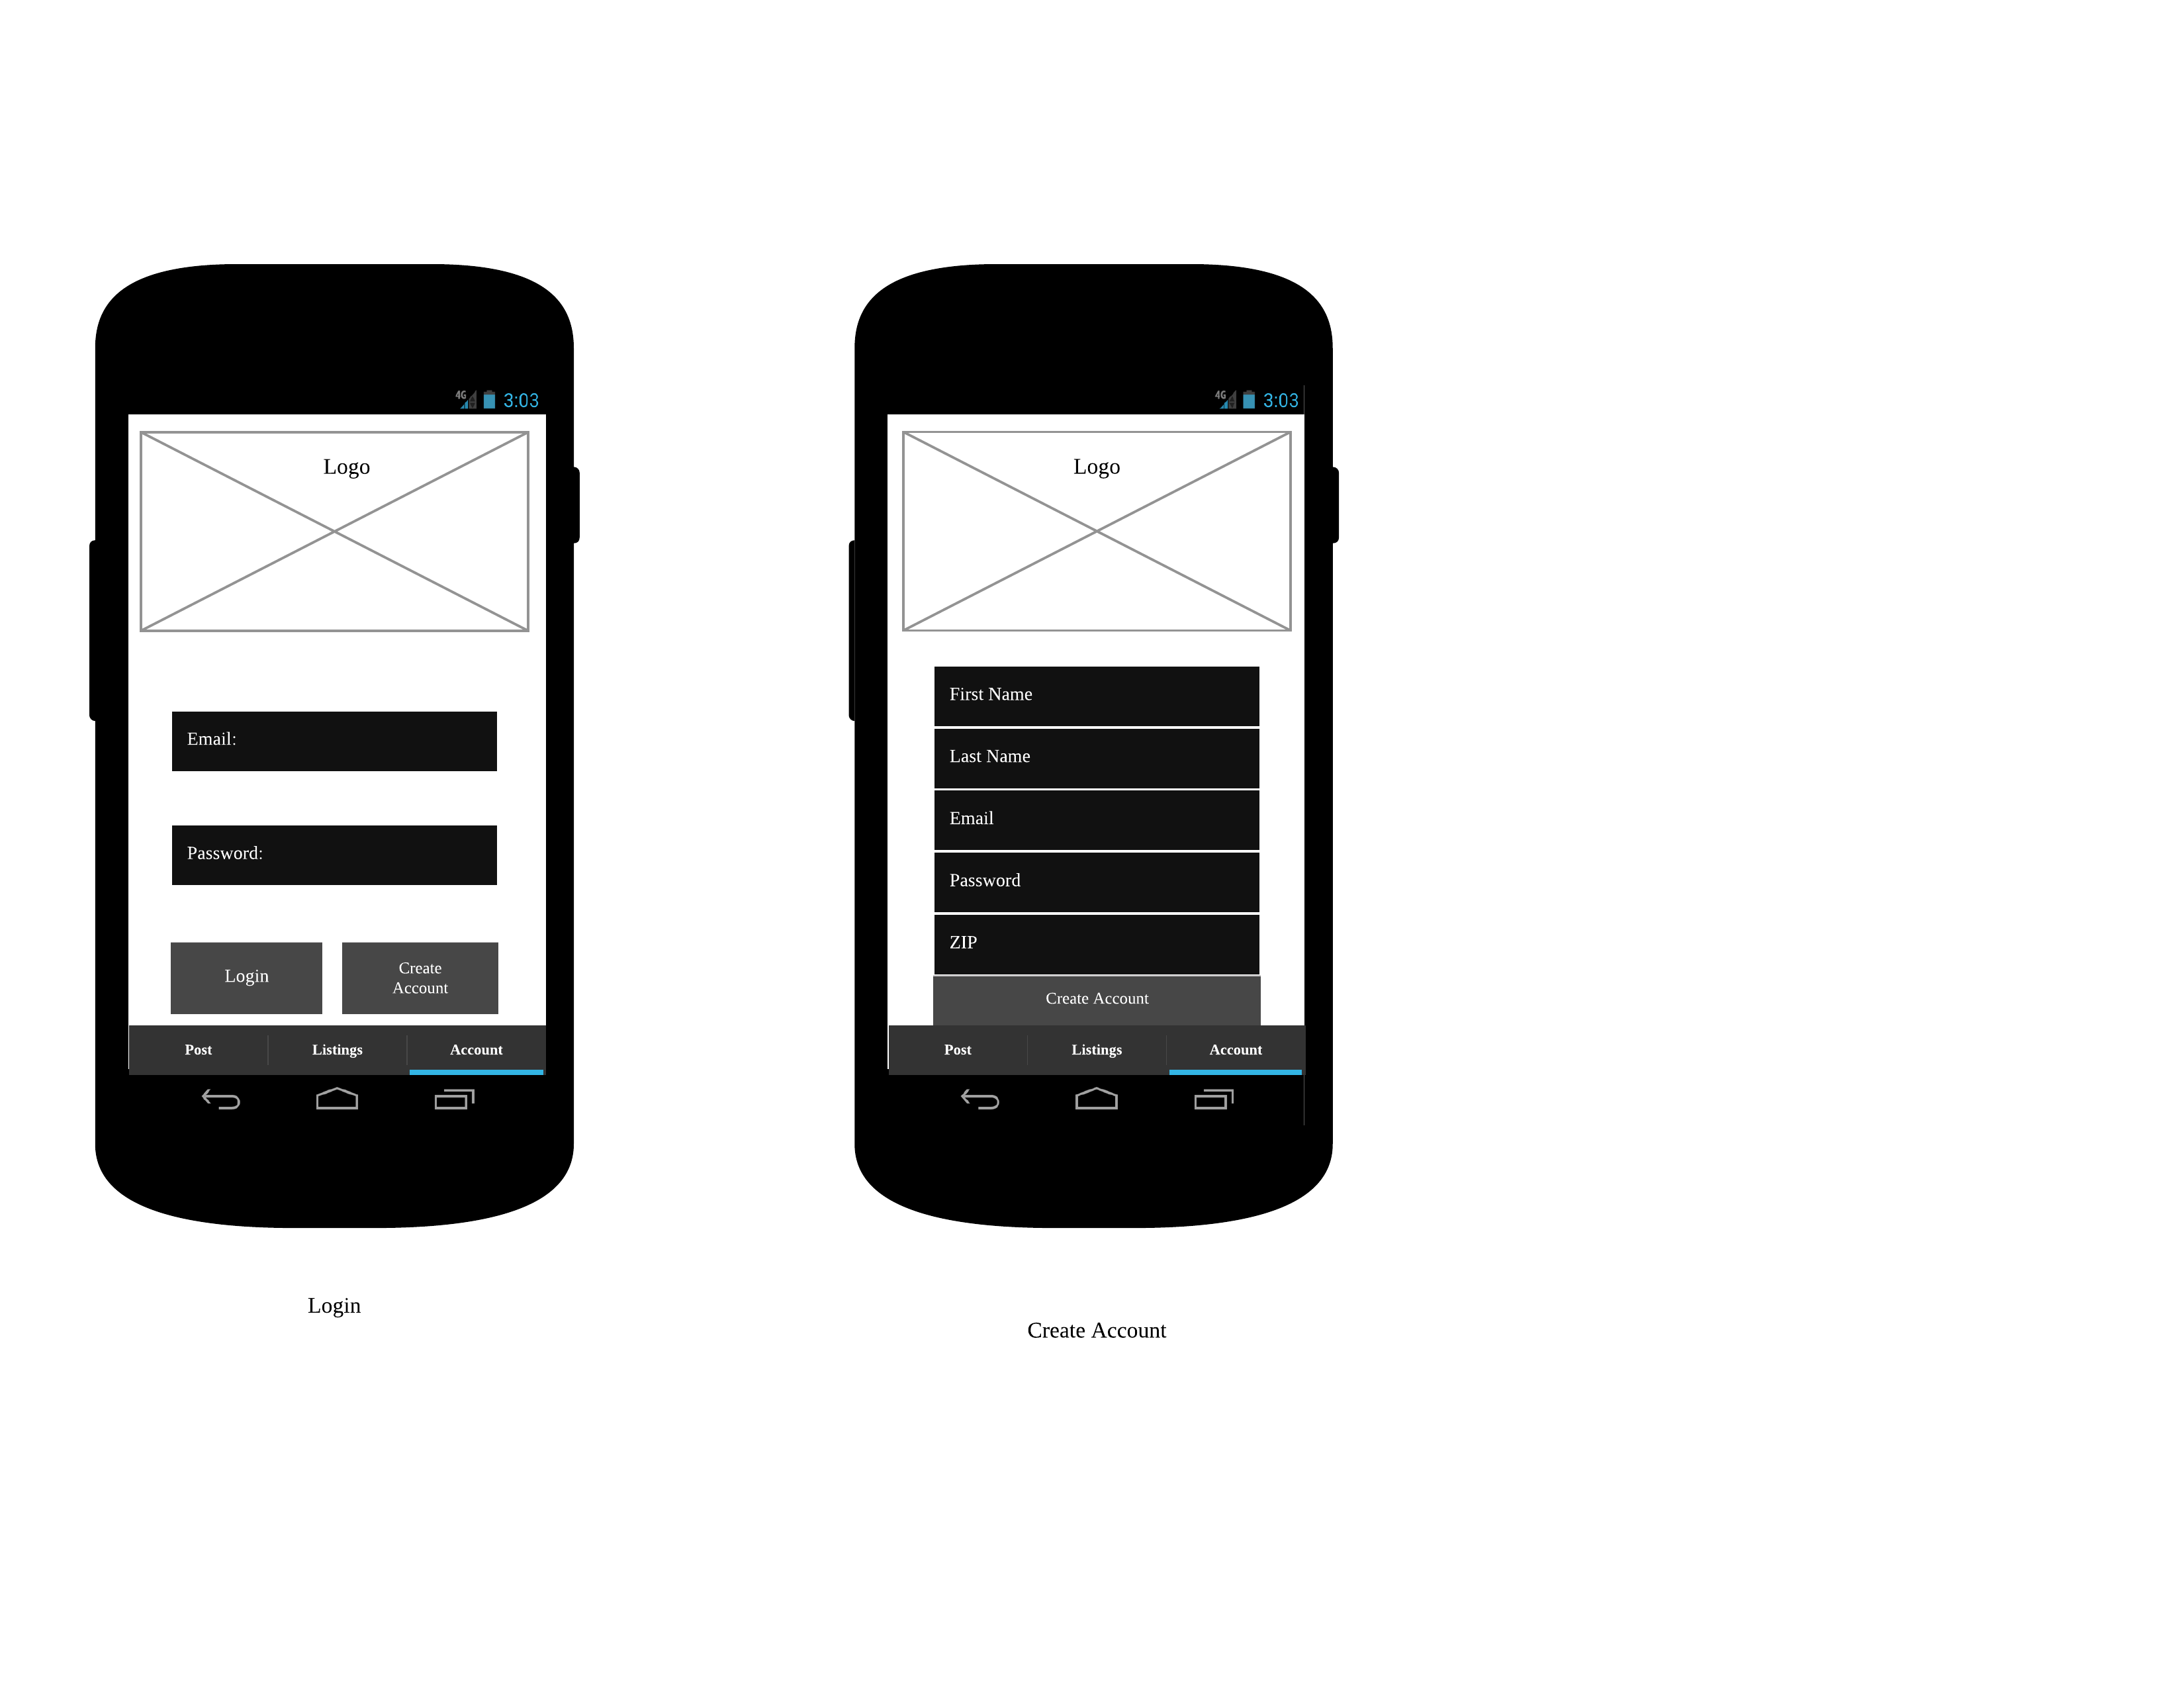 4G 3:03
Logo
Email:
Password:
Login
Create
Account
Post Listings Account
Login
4G 3:03
Logo
First Name
Last Name
Email
Password
ZIP
Create Account
Post Listings Account
Create Account